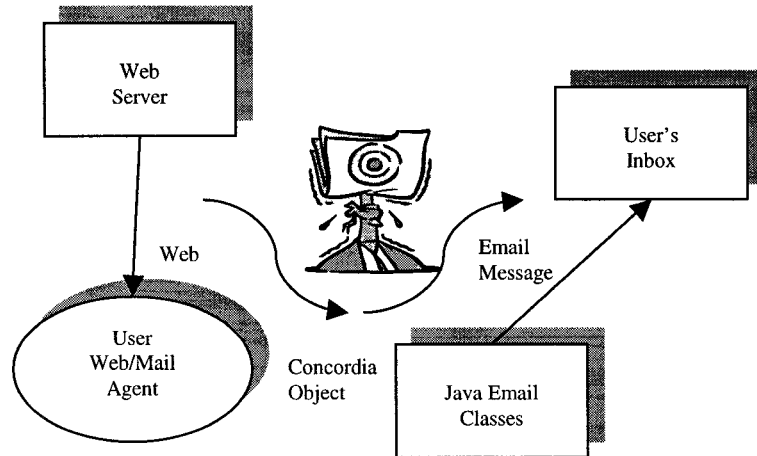 Web
Server
User's
Inbox
Web
Email
Message
User
Web/Mail
Agent
Concordia
Object
Java Email
Classes